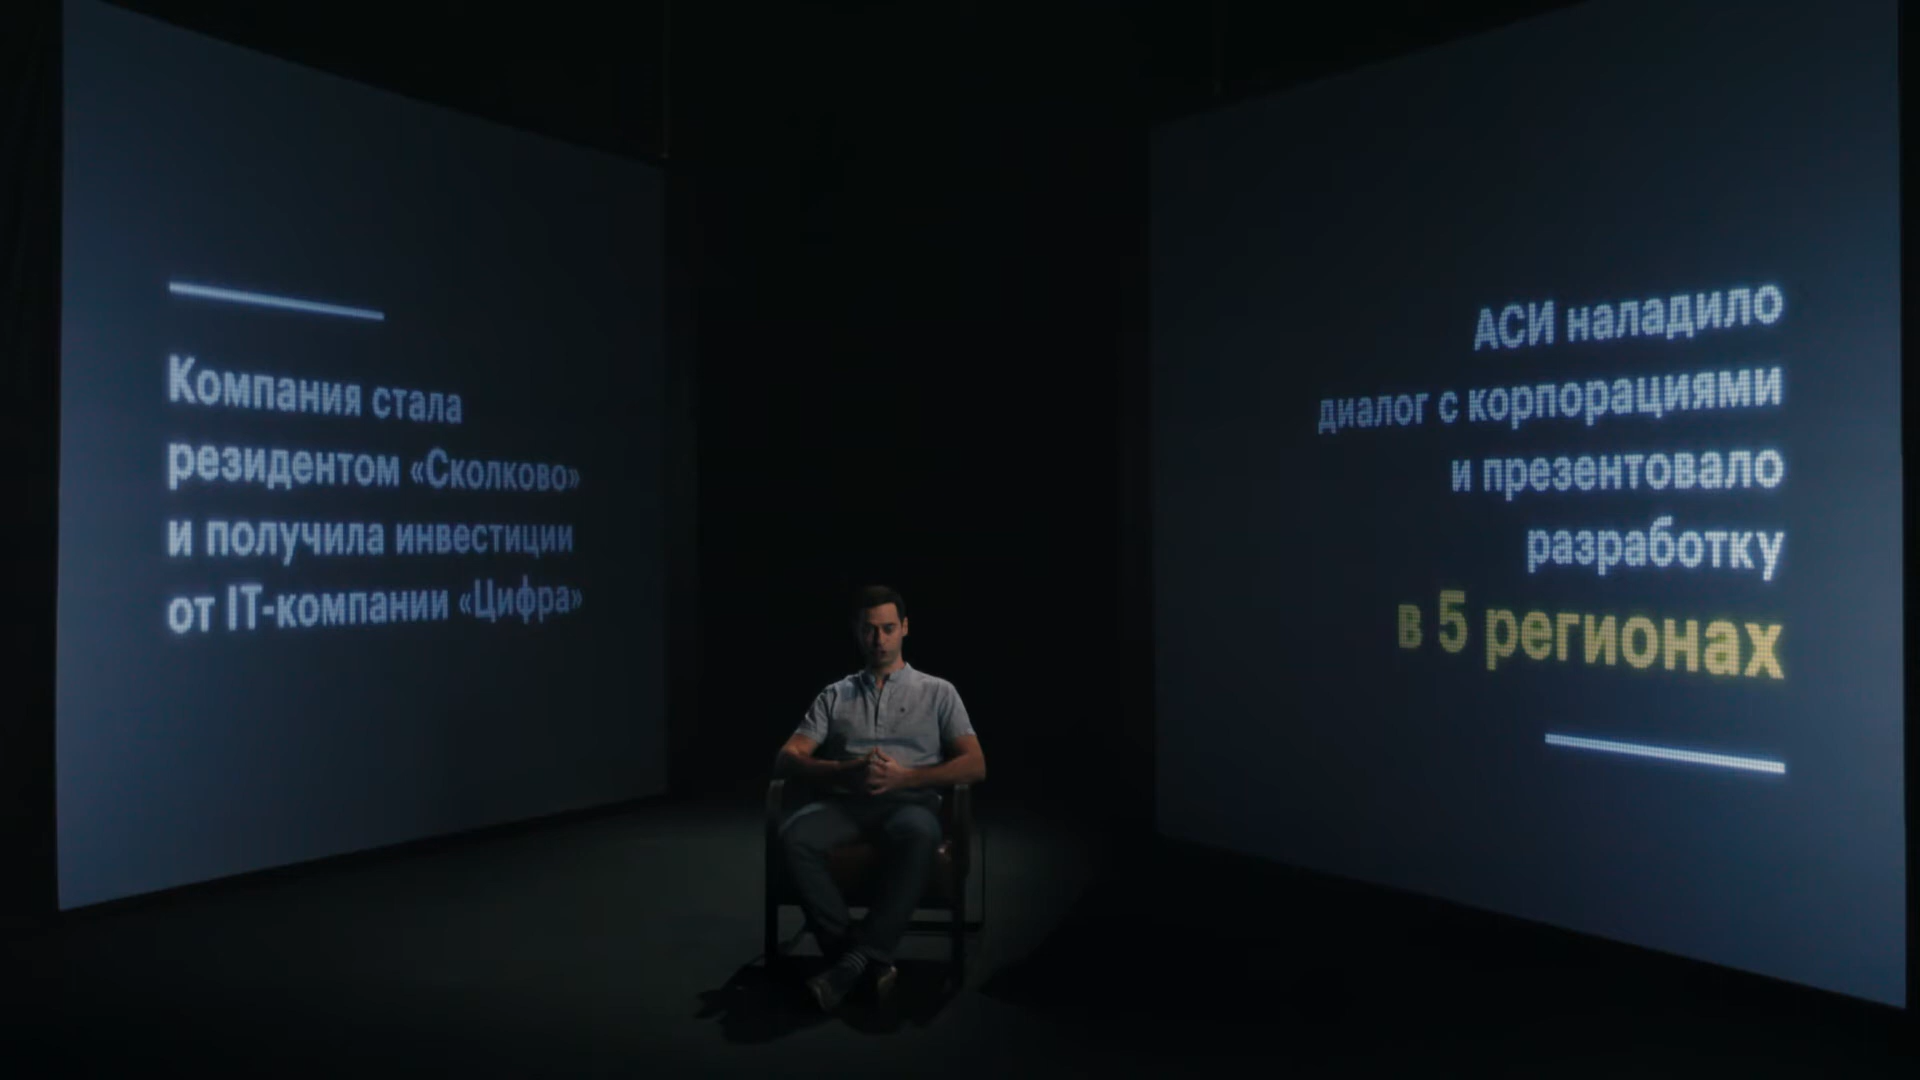 Компания стала
резидентом «Сколково»
и получила инвестиции
от IT-компании «Цифра»
АСИ наладило
диалог с корпорациями
и презентовало
разработку
в 5 регионах